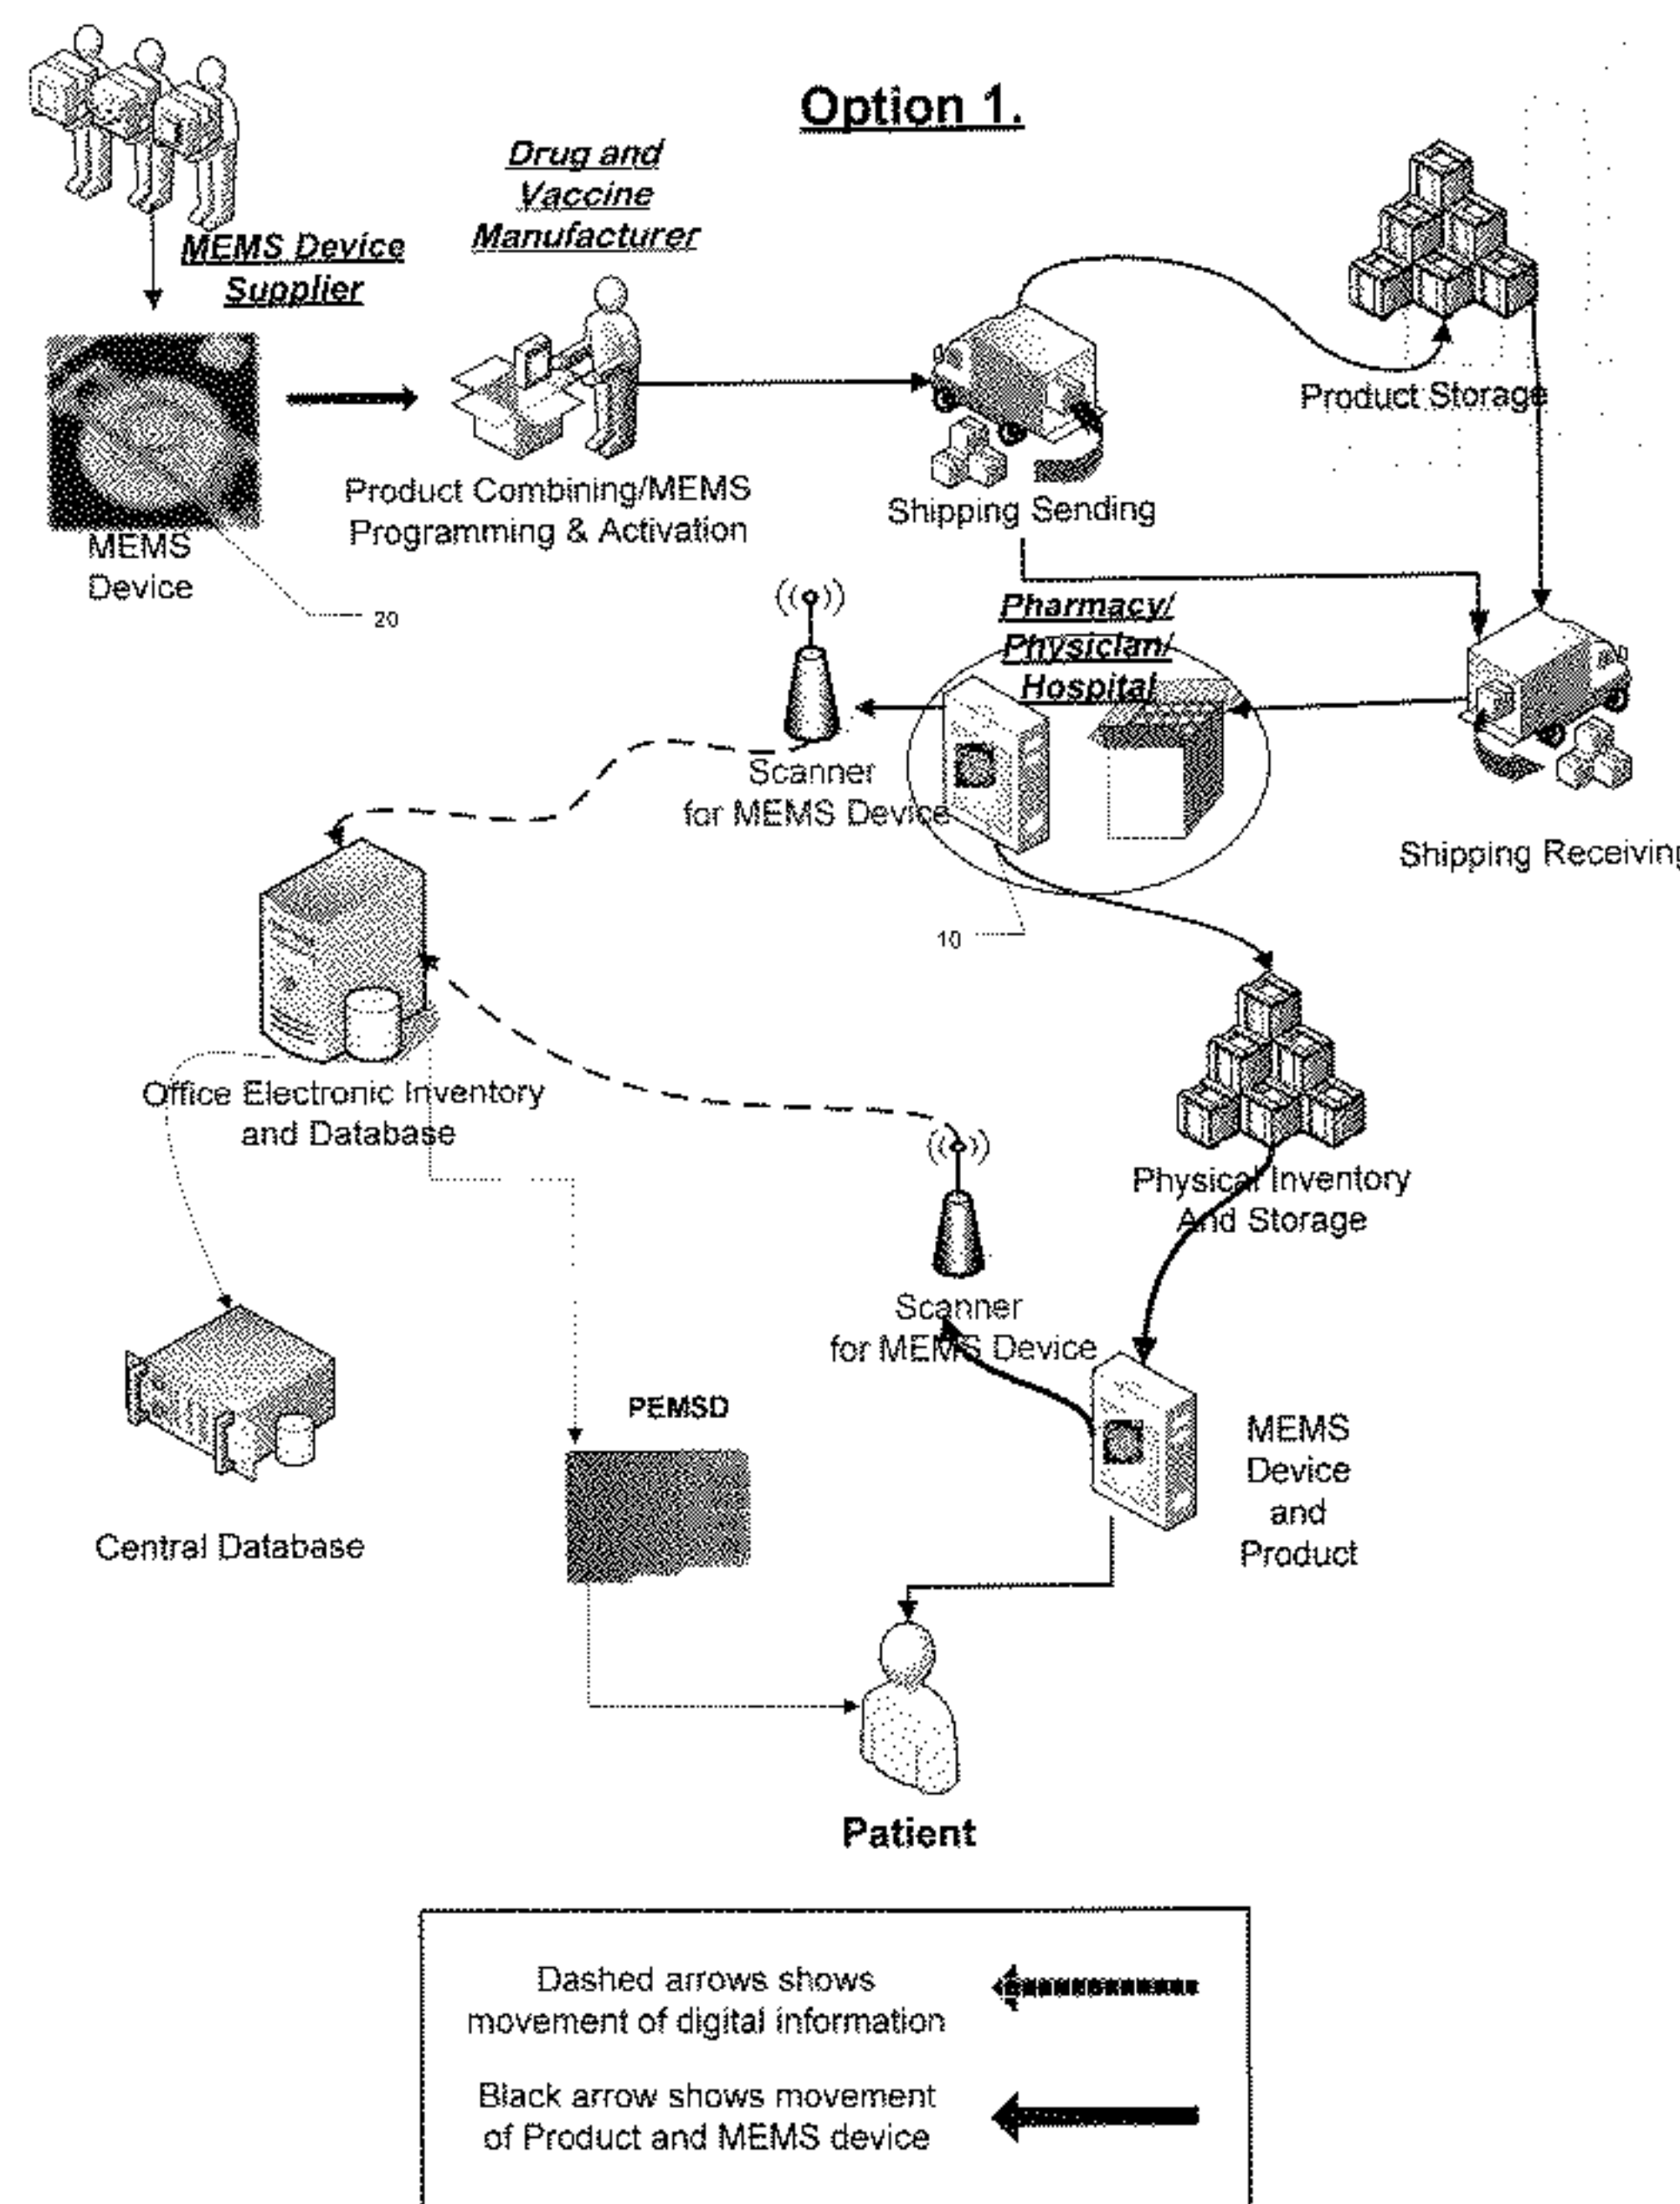 Option 1.
MEMS Device
Supplier
Drug and
Vaccine
Manufacturer
Product Storage
MEMS
Device
20
Product Combining/MEMS
Programming & Activation
Shipping Sending
Pharmacy/
Physician/
Hospital
Scanner
for MEMS Device
Shipping Receiving
10
Office Electronic Inventory
and Database
Physical Inventory
And Storage
Scanner
for MEMS Device
PEMSD
MEMS
Device
and
Product
Central Database
Patient
Dashed arrows shows
movement of digital information
Black arrow shows movement
of Product and MEMS device